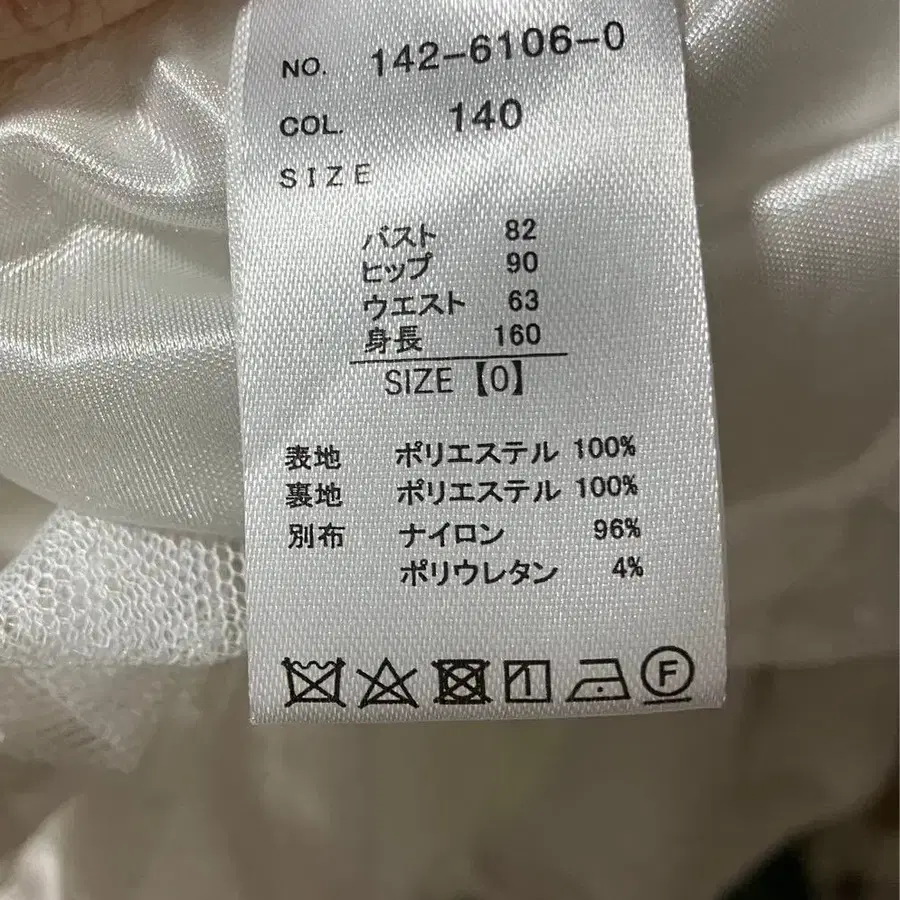 NO. 142-6106-0
COL. 140
SIZE
バスト 82
ヒップ 90
ウエスト 63
身長 160
SIZE【0】
表地 ポリエステル 100%
裏地 ポリエステル 100%
別布 ナイロン 96%
ポリウレタン 4%
F